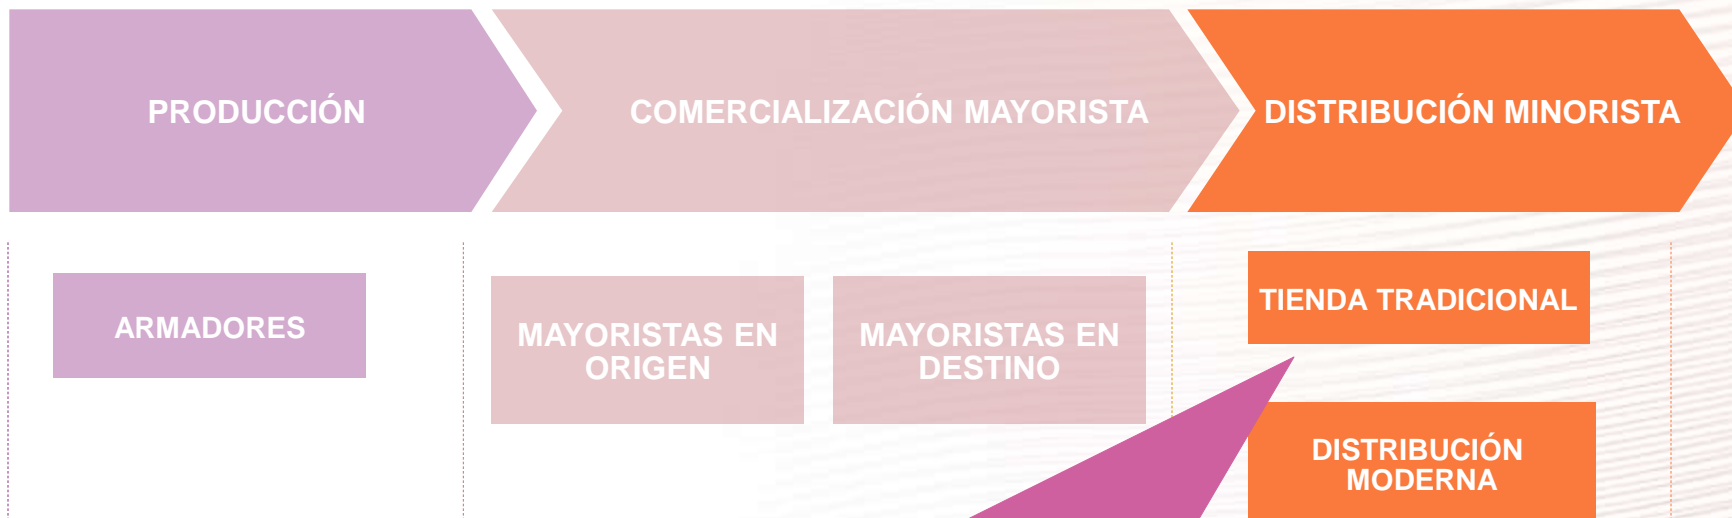 PRODUCCIÓN
COMERCIALIZACIÓN MAYORISTA
DISTRIBUCIÓN MINORISTA
ARMADORES
MAYORISTAS EN
ORIGEN
MAYORISTAS EN
DESTINO
TIENDA TRADICIONAL
DISTRIBUCIÓN
MODERNA